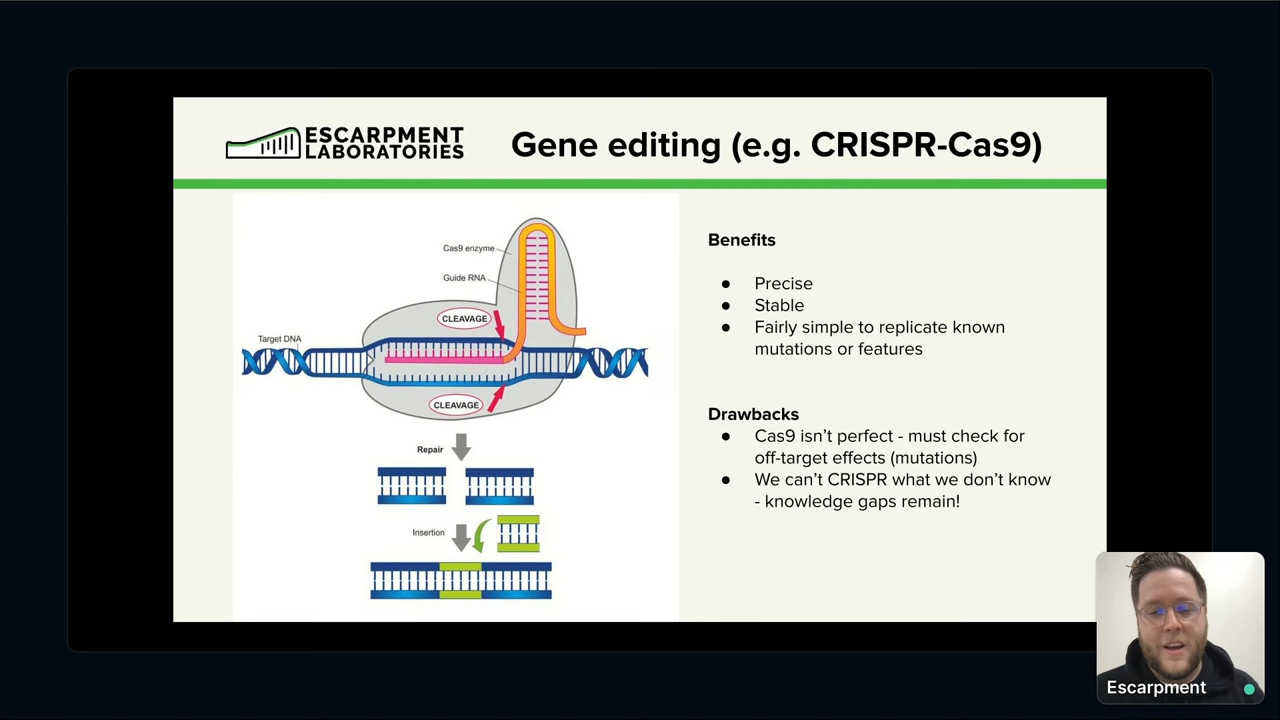 ESCARPMENT
LABORATORIES
Gene editing (e.g. CRISPR-Cas9)
Cas9 enzyme
Guide RNA
CLEAVAGE
Target DNA
CLEAVAGE
Repair
Insertion
Benefits
● Precise
● Stable
● Fairly simple to replicate known
mutations or features
Drawbacks
● Cas9 isn’t perfect - must check for
off-target effects (mutations)
● We can’t CRISPR what we don’t know
- knowledge gaps remain!
Escarpment